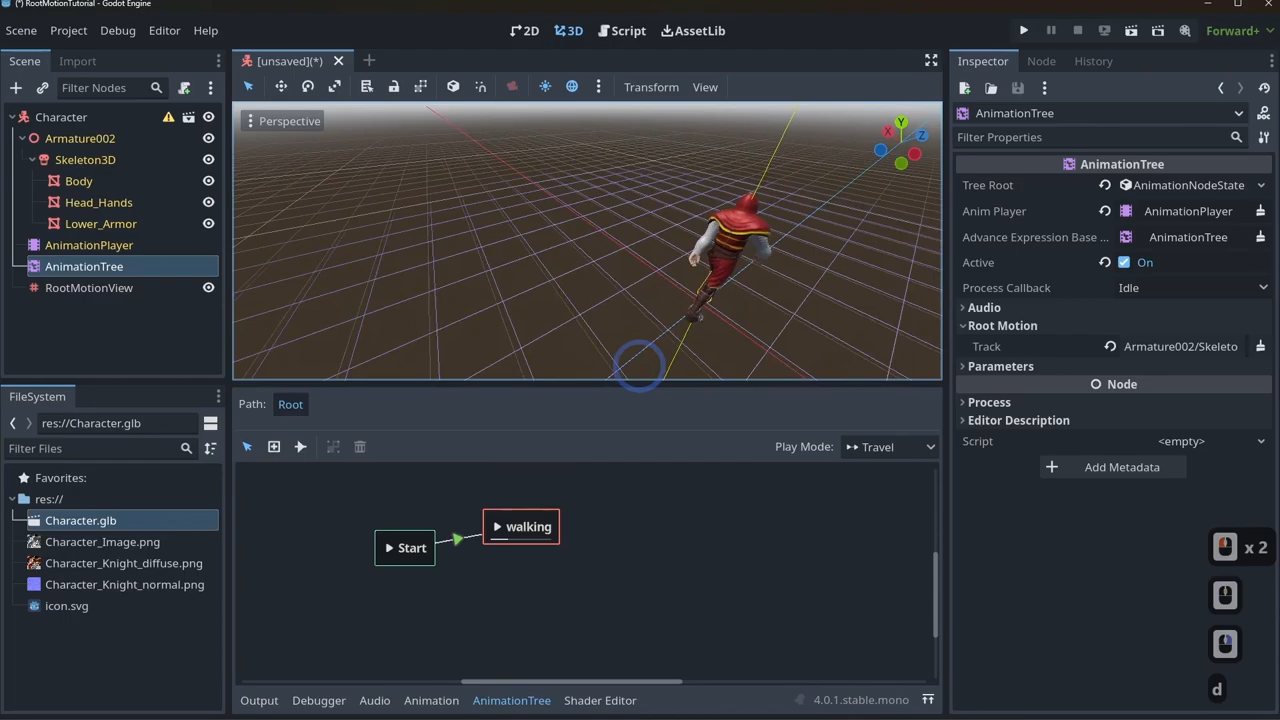 (*) RootMotionTutorial - Godot Engine
Scene Project Debug Editor Help
2D 3D Script AssetLib
Forward+
Scene Import
Filter Nodes
Character
Armature002
Skeleton3D
Body
Head_Hands
Lower_Armor
AnimationPlayer
AnimationTree
RootMotionView
FileSystem
res://Character.glb
Filter Files
Favorites:
res://
Character.glb
Character_Image.png
Character_Knight_diffuse.png
Character_Knight_normal.png
icon.svg
[unsaved](*)
Transform View
Perspective
Y
X
Z
Path: Root
Play Mode: Travel
Start
walking
Output Debugger Audio Animation AnimationTree Shader Editor
4.0.1.stable.mono
Inspector Node History
AnimationTree
Filter Properties
AnimationTree
Tree Root AnimationNodeState
Anim Player AnimationPlayer
Advance Expression Base ... AnimationTree
Active On
Process Callback Idle
Audio
Root Motion
Track Armature002/Skeleto
Parameters
Node
Process
Editor Description
Script <empty>
Add Metadata
x 2
d